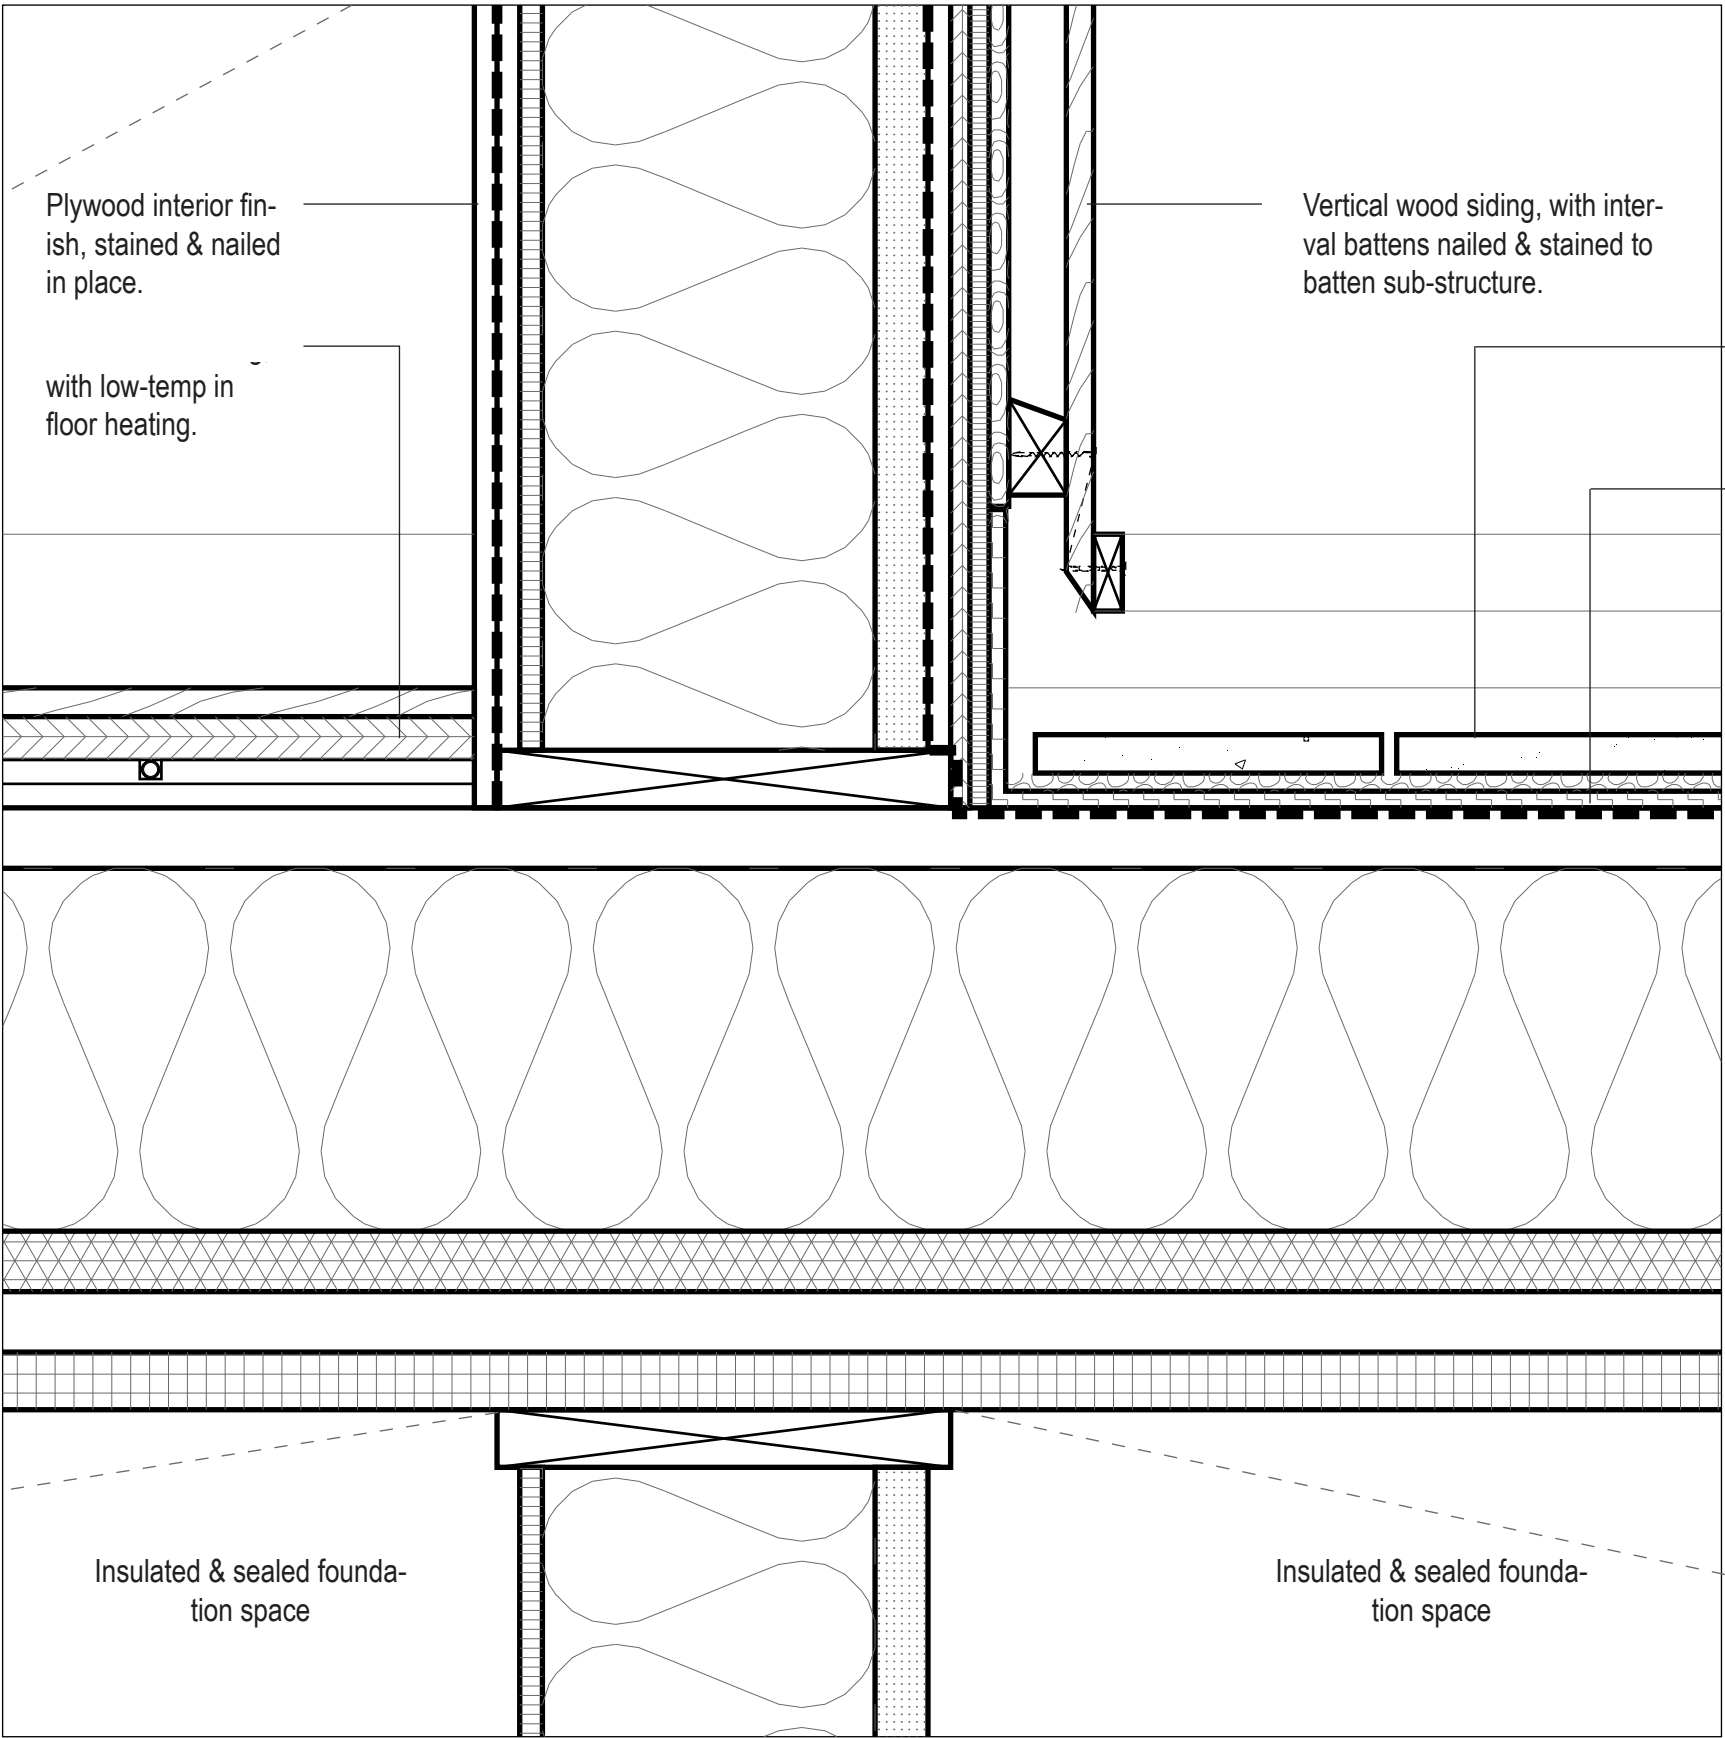 Plywood interior fin-
ish, stained & nailed
in place.
with low-temp in
floor heating.
Vertical wood siding, with inter-
val battens nailed & stained to
batten sub-structure.
Insulated & sealed founda-
tion space
Insulated & sealed founda-
tion space